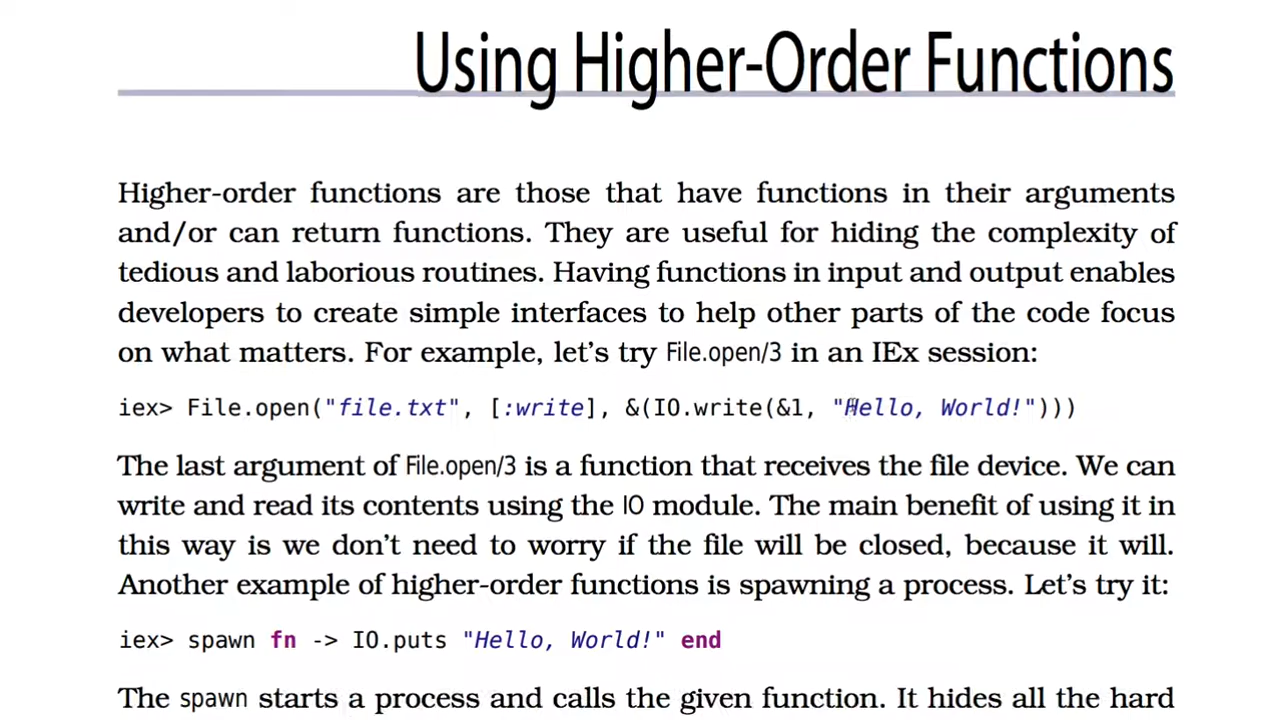 Using Higher-Order Functions
Higher-order functions are those that have functions in their arguments
and/or can return functions. They are useful for hiding the complexity of
tedious and laborious routines. Having functions in input and output enables
developers to create simple interfaces to help other parts of the code focus
on what matters. For example, let's try File.open/3 in an IEx session:
iex> File.open("file.txt", [:write], &(IO.write(&1, "Hello, World!")))
The last argument of File.open/3 is a function that receives the file device. We can
write and read its contents using the IO module. The main benefit of using it in
this way is we don't need to worry if the file will be closed, because it will.
Another example of higher-order functions is spawning a process. Let's try it:
iex> spawn fn -> IO.puts "Hello, World!" end
The spawn starts a process and calls the given function. It hides all the hard